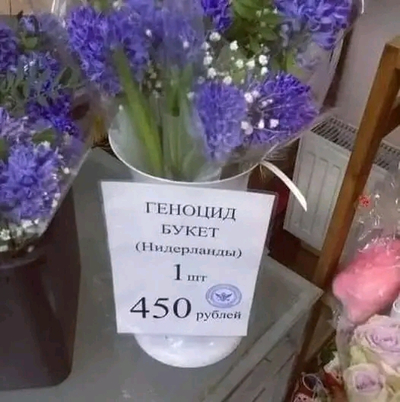 ГЕНОЦИД
БУКЕТ
(Нидерланды)
1 шт
450 рублей